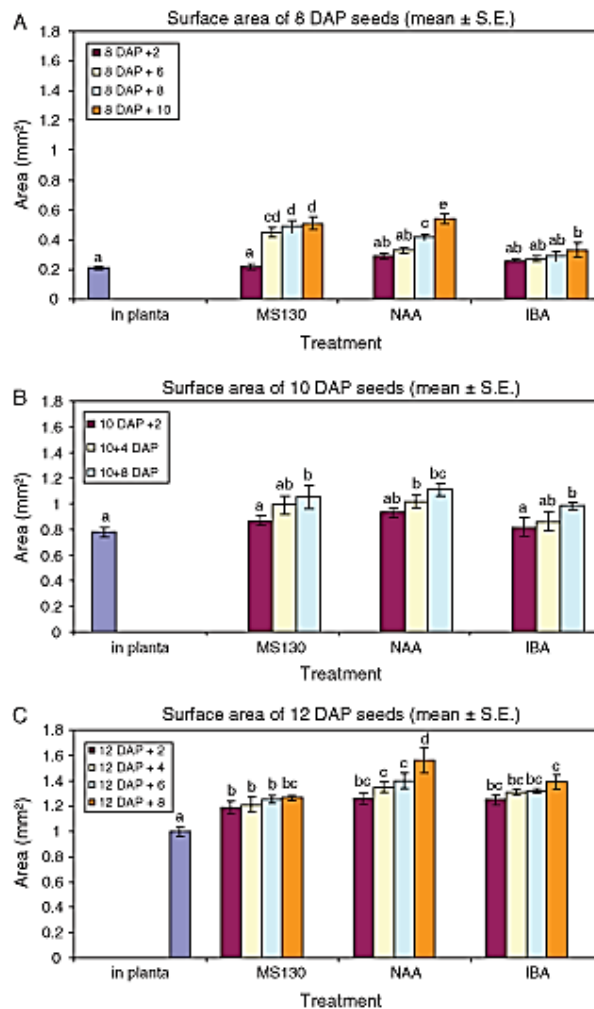 A Surface area of 8 DAP seeds (mean ± S.E.)
1.8
1.6
1.4
1.2
1
0.8
0.6
0.4
0.2
0
Area (mm²)
8 DAP +2
8 DAP + 6
8 DAP + 8
8 DAP + 10
a
a cd d d
ab ab c e
ab ab ab b
in planta MS130 NAA IBA
Treatment
B Surface area of 10 DAP seeds (mean ± S.E.)
1.8
1.6
1.4
1.2
1
0.8
0.6
0.4
0.2
0
Area (mm²)
10 DAP +2
10+4 DAP
10+8 DAP
a
a ab b
ab b bc
a ab b
in planta MS130 NAA IBA
Treatment
C Surface area of 12 DAP seeds (mean ± S.E.)
1.8
1.6
1.4
1.2
1
0.8
0.6
0.4
0.2
0
Area (mm²)
12 DAP + 2
12 DAP + 4
12 DAP + 6
12 DAP + 8
a
b b b bc
bc c c d
bc bc bc c
in planta MS130 NAA IBA
Treatment